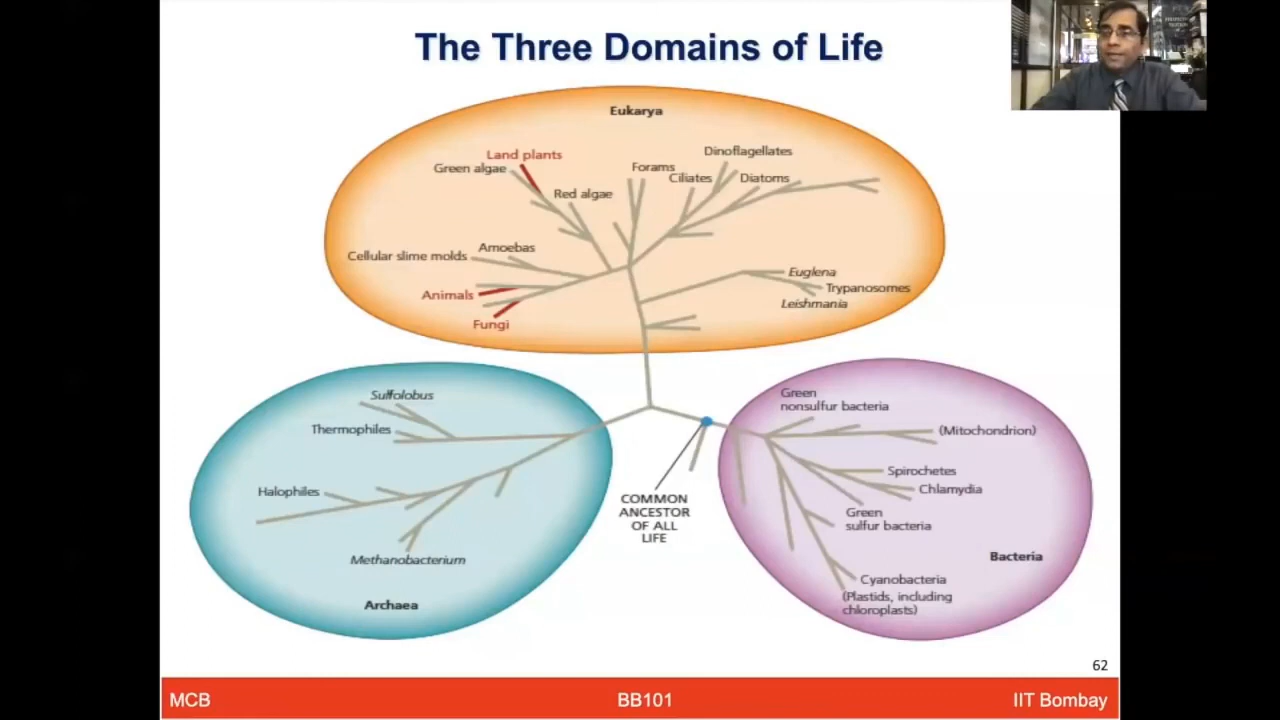 The Three Domains of Life
Eukarya
Land plants
Green algae
Red algae
Forams
Dinoflagellates
Ciliates
Diatoms
Cellular slime molds
Amoebas
Animals
Fungi
Euglena
Trypanosomes
Leishmania
Sulfolobus
Thermophiles
Halophiles
Methanobacterium
Archaea
COMMON
ANCESTOR
OF ALL
LIFE
Green
nonsulfur bacteria
(Mitochondrion)
Spirochetes
Chlamydia
Green
sulfur bacteria
Bacteria
Cyanobacteria
(Plastids, including
chloroplasts)
62
MCB
BB101
IIT Bombay